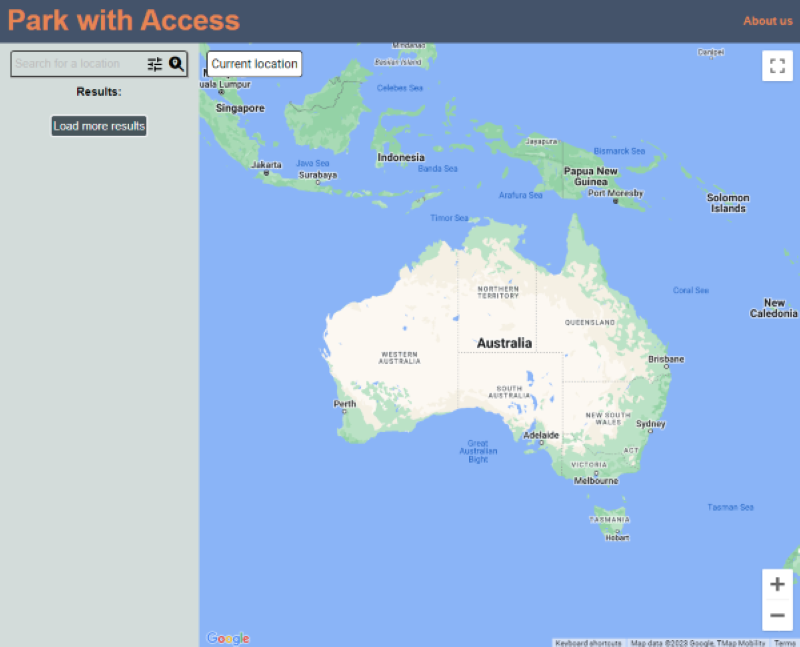 Park with Access
About us
Search for a location
Results:
Load more results
Current location
Mindanao
Basilan Island
uala Lumpur
Celebes Sea
Singapore
Jayapura
Bismarck Sea
Jakarta
Java Sea
Indonesia
Banda Sea
Surabaya
Papua New
Guinea
Arafura Sea
Port Moresby
Solomon
Islands
Timor Sea
Coral Sea
NORTHERN
TERRITORY
New
Caledonia
QUEENSLAND
Australia
WESTERN
AUSTRALIA
Brisbane
SOUTH
AUSTRALIA
Perth
NEW SOUTH
WALES
Sydney
Adelaide
Great
Australian
Bight
ACT
VICTORIA
Melbourne
Tasman Sea
TASMANIA
Hobart
Google
Keyboard shortcuts
Map data ©2023 Google, TMap Mobility
Terms